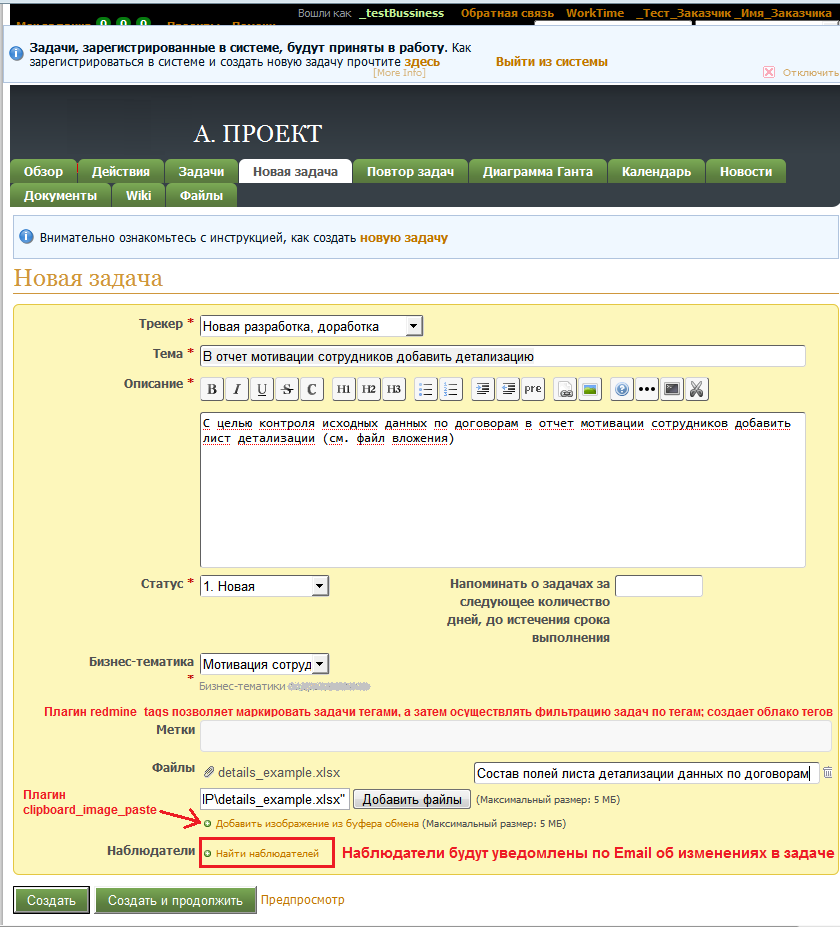 Вошли как _testBussiness Обратная связь WorkTime _Тест_Заказчик _Имя_Заказчика
0 0 0
Задачи, зарегистрированные в системе, будут приняты в работу. Как
зарегистрироваться в системе и создать новую задачу прочтите здесь Выйти из системы
[More Info] Отключить
А. ПРОЕКТ
Обзор Действия Задачи Новая задача Повтор задач Диаграмма Ганта Календарь Новости
Документы Wiki Файлы
Внимательно ознакомьтесь с инструкцией, как создать новую задачу
Новая задача
Трекер * Новая разработка, доработка
Тема * В отчет мотивации сотрудников добавить детализацию
Описание * B I U S C H1 H2 H3 pre
С целью контроля исходных данных по договорам в отчет мотивации сотрудников добавить
лист детализации (см. файл вложения)
Статус * 1. Новая Напоминать о задачах за
следующее количество
дней, до истечения срока
выполнения
Бизнес-тематика Мотивация сотруд
* Бизнес-тематики
Плагин redmine_tags позволяет маркировать задачи тегами, а затем осуществлять фильтрацию задач по тегам; создает облако тегов
Метки
Файлы details_example.xlsx Состав полей листа детализации данных по договорам
Плагин IP\details_example.xlsx" Добавить файлы (Максимальный размер: 5 МБ)
clipboard_image_paste
Добавить изображение из буфера обмена (Максимальный размер: 5 МБ)
Наблюдатели Найти наблюдателей Наблюдатели будут уведомлены по Email об изменениях в задаче
Создать Создать и продолжить Предпросмотр